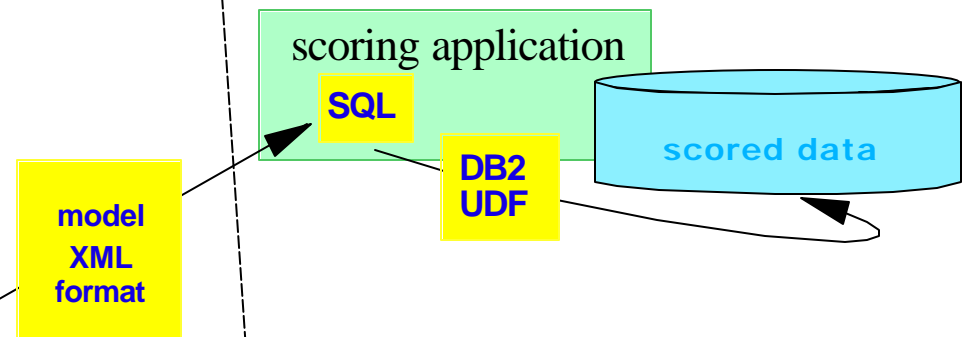 scoring application
SQL
DB2
UDF
scored data
model
XML
format